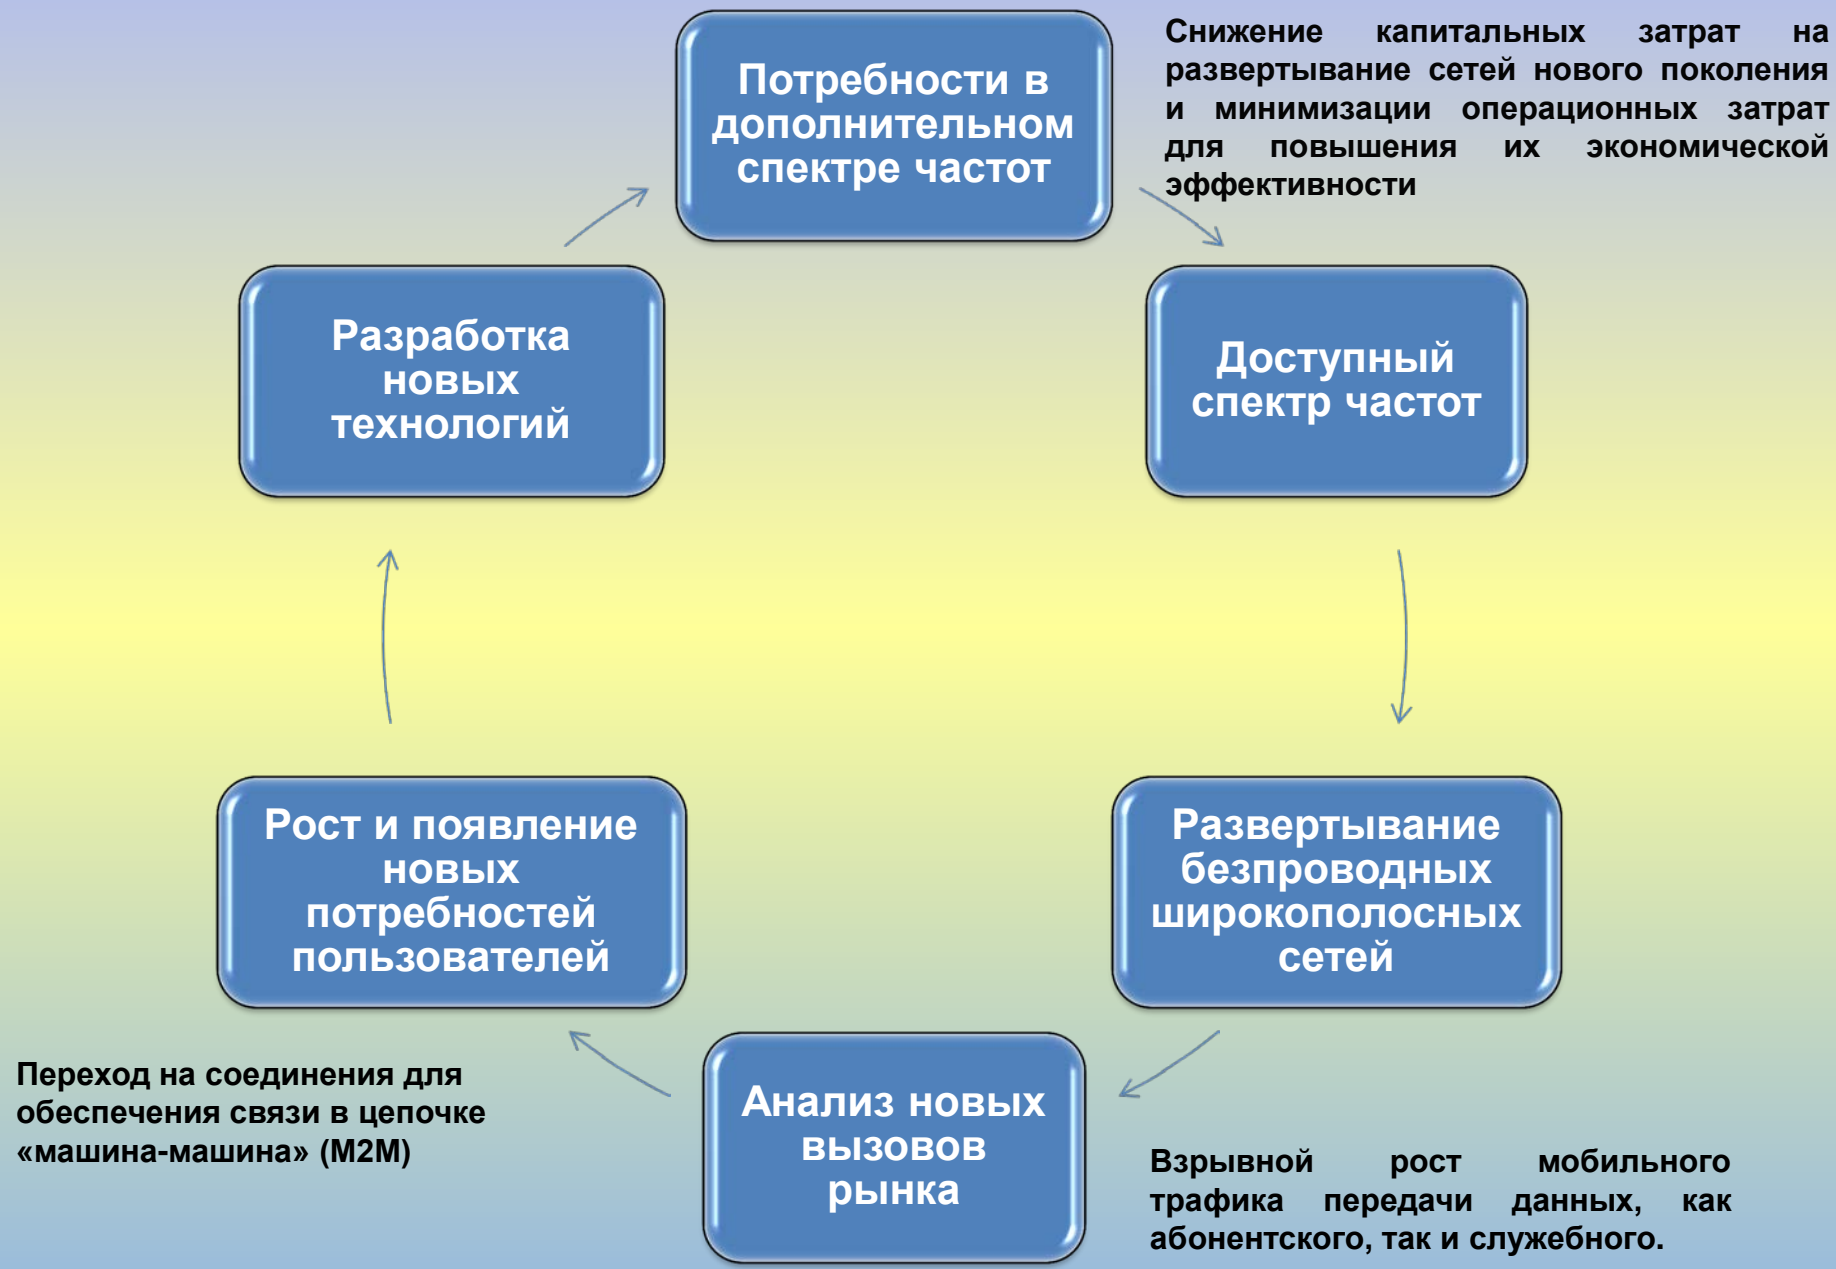 Потребности в
дополнительном
спектре частот
Снижение капитальных затрат на
развертывание сетей нового поколения
и минимизации операционных затрат
для повышения их экономической
эффективности
Разработка
новых
технологий
Доступный
спектр частот
Рост и появление
новых
потребностей
пользователей
Развертывание
безпроводных
широкополосных
сетей
Переход на соединения для
обеспечения связи в цепочке
«машина-машина» (М2М)
Анализ новых
вызовов
рынка
Взрывной рост мобильного
трафика передачи данных, как
абонентского, так и служебного.